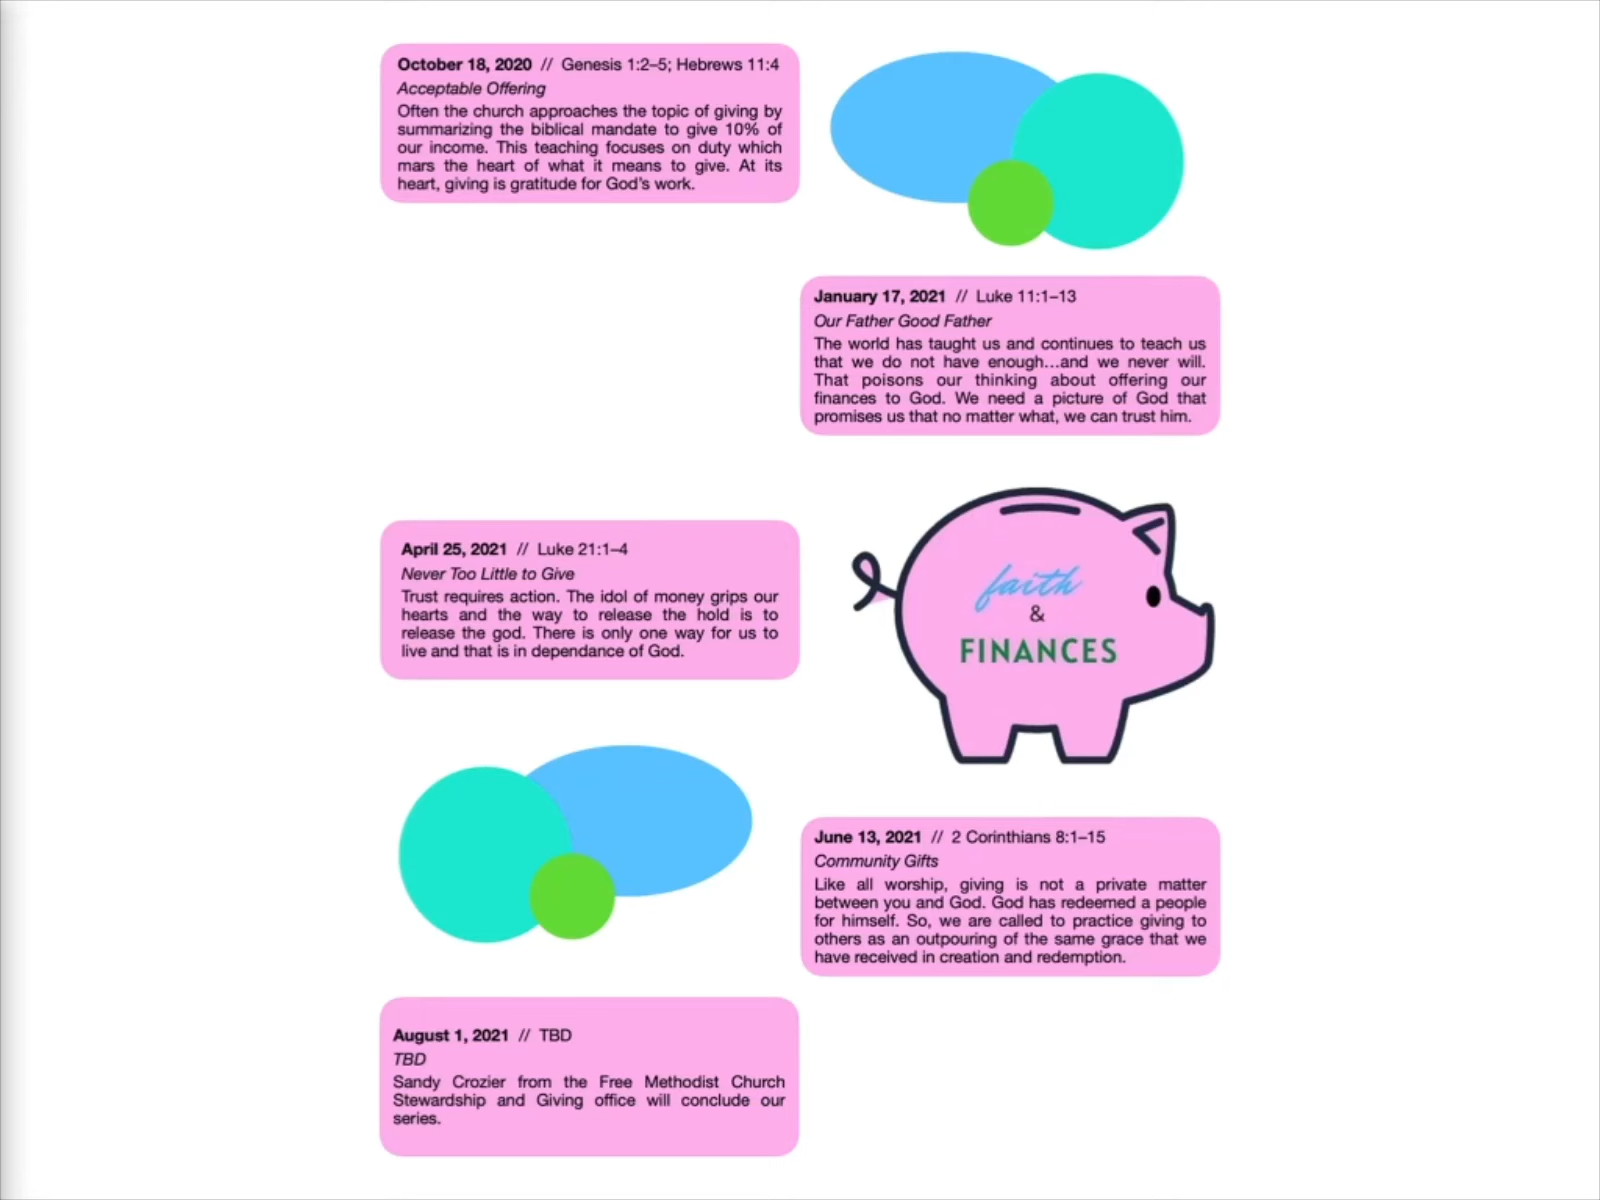 October 18, 2020 // Genesis 1:2–5; Hebrews 11:4
Acceptable Offering
Often the church approaches the topic of giving by
summarizing the biblical mandate to give 10% of
our income. This teaching focuses on duty which
mars the heart of what it means to give. At its
heart, giving is gratitude for God's work.
January 17, 2021 // Luke 11:1–13
Our Father Good Father
The world has taught us and continues to teach us
that we do not have enough...and we never will.
That poisons our thinking about offering our
finances to God. We need a picture of God that
promises us that no matter what, we can trust him.
April 25, 2021 // Luke 21:1–4
Never Too Little to Give
Trust requires action. The idol of money grips our
hearts and the way to release the hold is to
release the god. There is only one way for us to
live and that is in dependance of God.
faith
&
FINANCES
June 13, 2021 // 2 Corinthians 8:1–15
Community Gifts
Like all worship, giving is not a private matter
between you and God. God has redeemed a people
for himself. So, we are called to practice giving to
others as an outpouring of the same grace that we
have received in creation and redemption.
August 1, 2021 // TBD
TBD
Sandy Crozier from the Free Methodist Church
Stewardship and Giving office will conclude our
series.